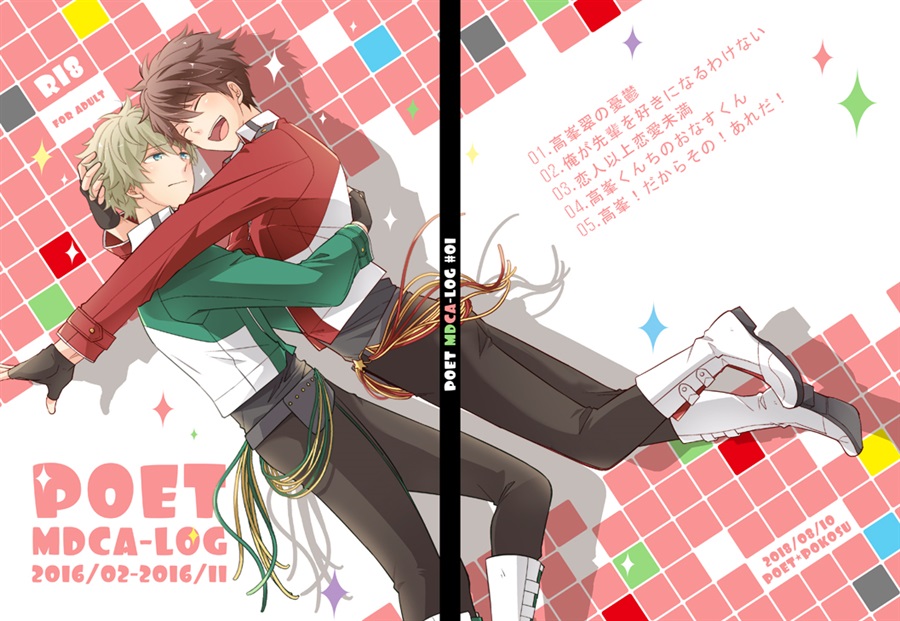 R18
FOR ADULT
POET
MDCA-LOG
2016/02-2016/11
POET MDCA-LOG #01
01.高峯翠の憂鬱
02.俺が先輩を好きになるわけない
03.恋人以上恋愛未満
04.高峯くんちのおなすくん
05.高峯！だからその！あれだ！
2018/08/10
POET★POKOSU